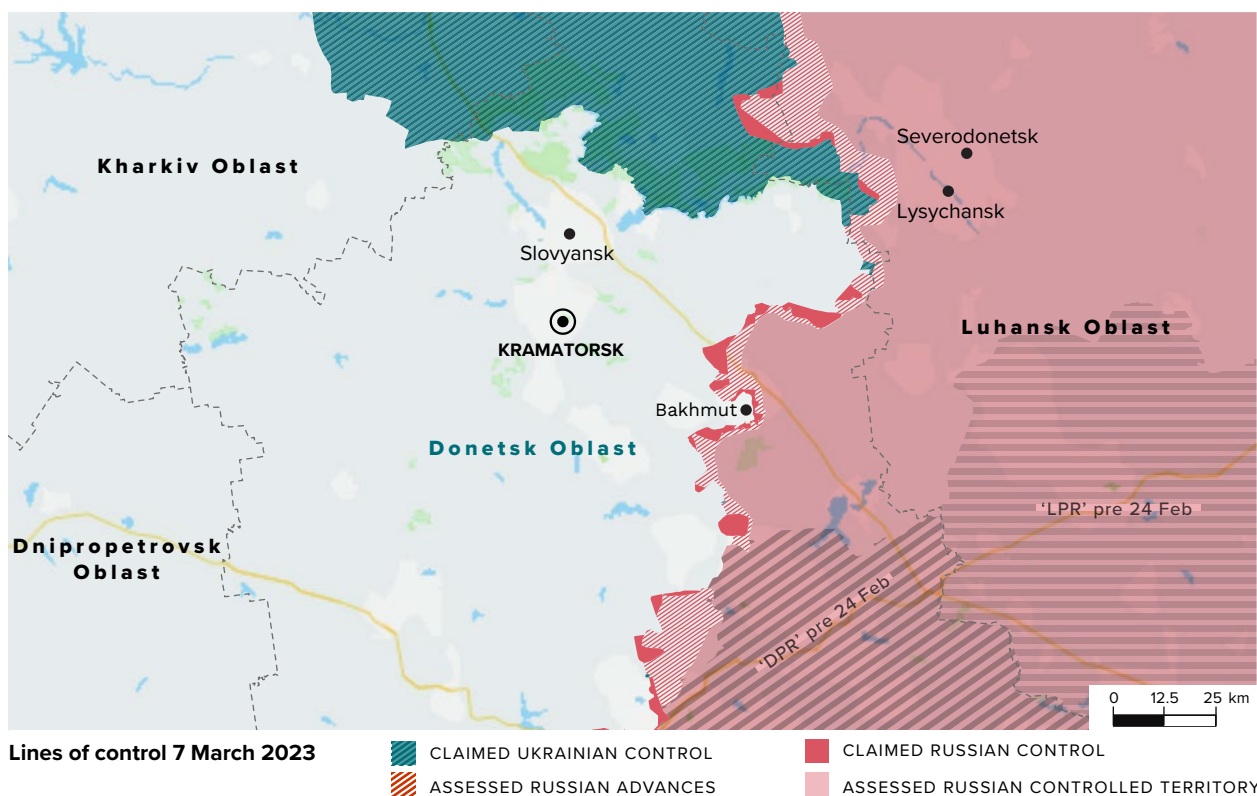 Severodonetsk
Kharkiv Oblast
Lysychansk
Slovyansk
Luhansk Oblast
KRAMATORSK
Bakhmut
Donetsk Oblast
'LPR' pre 24 Feb
Dnipropetrovsk
Oblast
'DPR' pre 24 Feb
0 12.5 25 km
Lines of control 7 March 2023
CLAIMED UKRAINIAN CONTROL
CLAIMED RUSSIAN CONTROL
ASSESSED RUSSIAN ADVANCES
ASSESSED RUSSIAN CONTROLLED TERRITORY